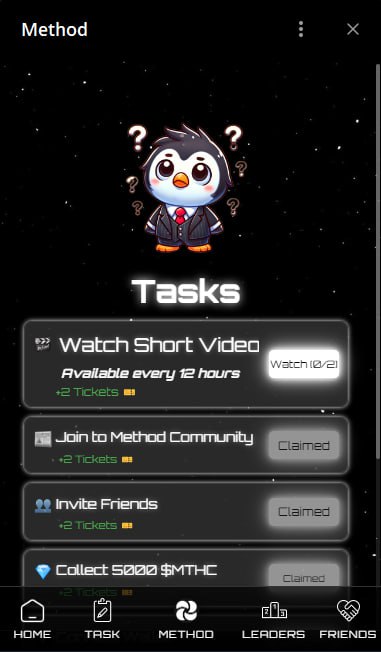 Method
? ?
? ?
? ?
Tasks
Watch Short Video
Available every 12 hours
+2 Tickets
Watch (0/2)
Join to Method Community
+2 Tickets
Claimed
Invite Friends
+2 Tickets
Claimed
Collect 5000 $MTHC
+2 Tickets
Claimed
HOME TASK METHOD LEADERS FRIENDS